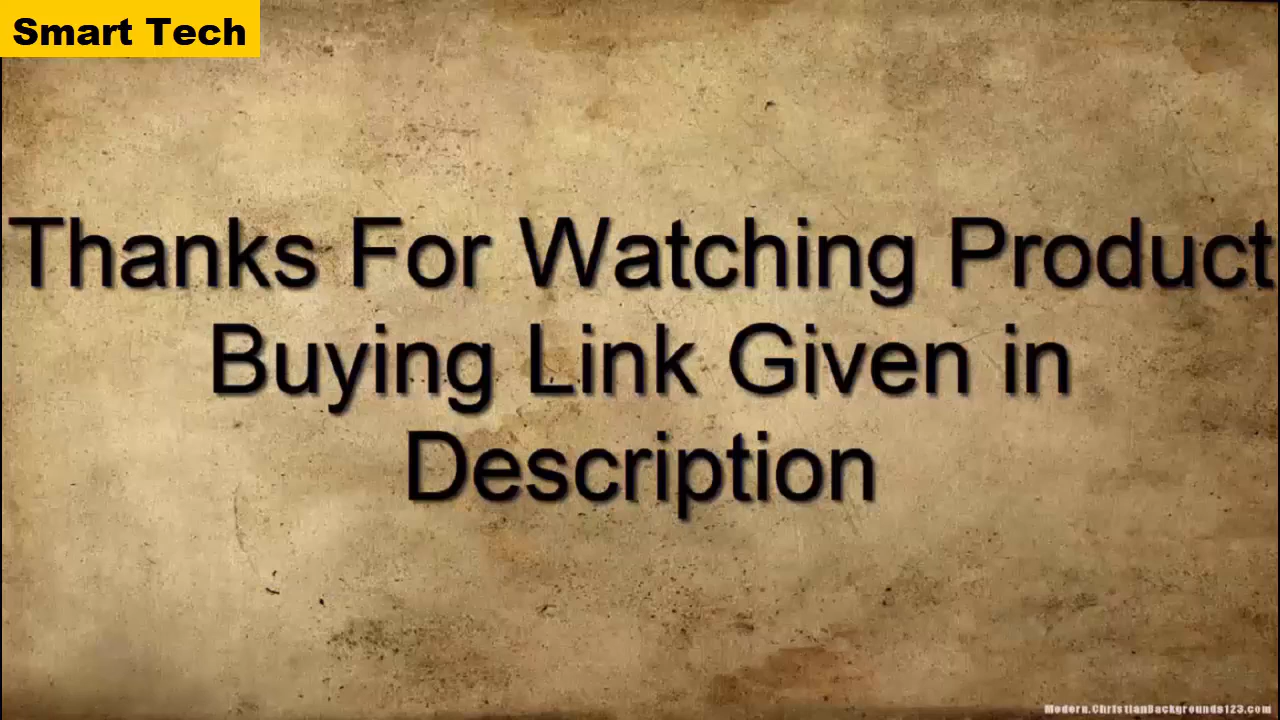 Smart Tech
Thanks For Watching Product
Buying Link Given in
Description
Modern.ChristianBackgrounds123.com